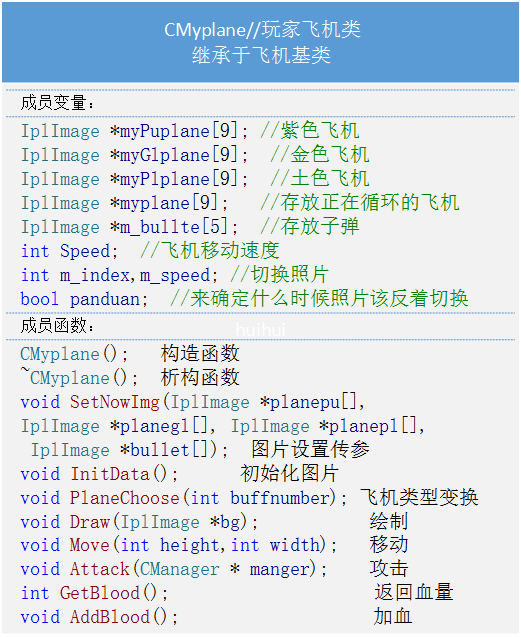 CMyplane//玩家飞机类
继承于飞机基类
成员变量：
IplImage *myPuplane[9]; //紫色飞机
IplImage *myGlplane[9]; //金色飞机
IplImage *myPlplane[9]; //土色飞机
IplImage *myplane[9]; //存放正在循环的飞机
IplImage *m_bullte[5]; //存放子弹
int Speed; //飞机移动速度
int m_index,m_speed; //切换照片
bool panduan; //来确定什么时候照片该反着切换
成员函数：
huihui
CMyplane(); 构造函数
~CMyplane(); 析构函数
void SetNowImg(IplImage *planepu[],
IplImage *planegl[], IplImage *planepl[],
IplImage *bullet[]); 图片设置传参
void InitData(); 初始化图片
void PlaneChoose(int buffnumber); 飞机类型变换
void Draw(IplImage *bg); 绘制
void Move(int height,int width); 移动
void Attack(CManager * manger); 攻击
int GetBlood(); 返回血量
void AddBlood(); 加血